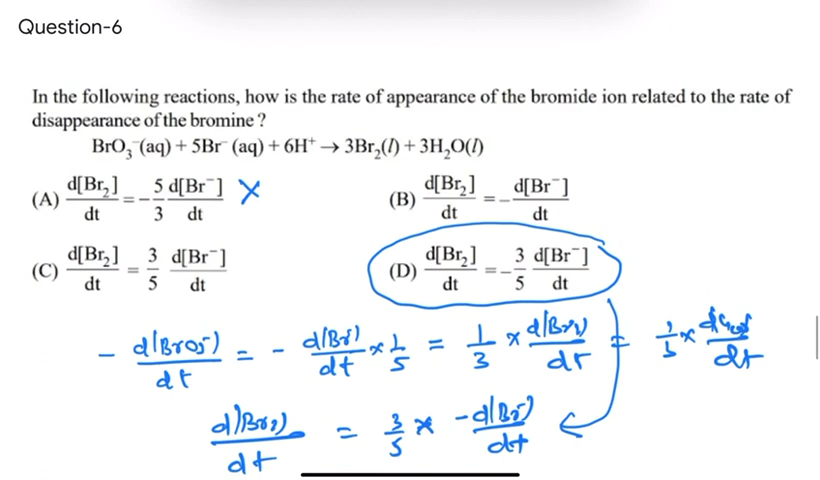 Question-6
In the following reactions, how is the rate of appearance of the bromide ion related to the rate of
disappearance of the bromine ?
BrO₃⁻(aq) + 5Br⁻ (aq) + 6H⁺ → 3Br₂(l) + 3H₂O(l)
(A) d[Br₂]/dt = -5/3 d[Br⁻]/dt ×
(B) d[Br₂]/dt = -d[Br⁻]/dt
(C) d[Br₂]/dt = 3/5 d[Br⁻]/dt
(D) d[Br₂]/dt = -3/5 d[Br⁻]/dt
- d(BrO₃⁻)/dt = - d(Br⁻)/dt × 1/5 = 1/3 × d(Br₂)/dt = 1/3 ×
d(Br₂)/dt = 3/5 × -d(Br⁻)/dt